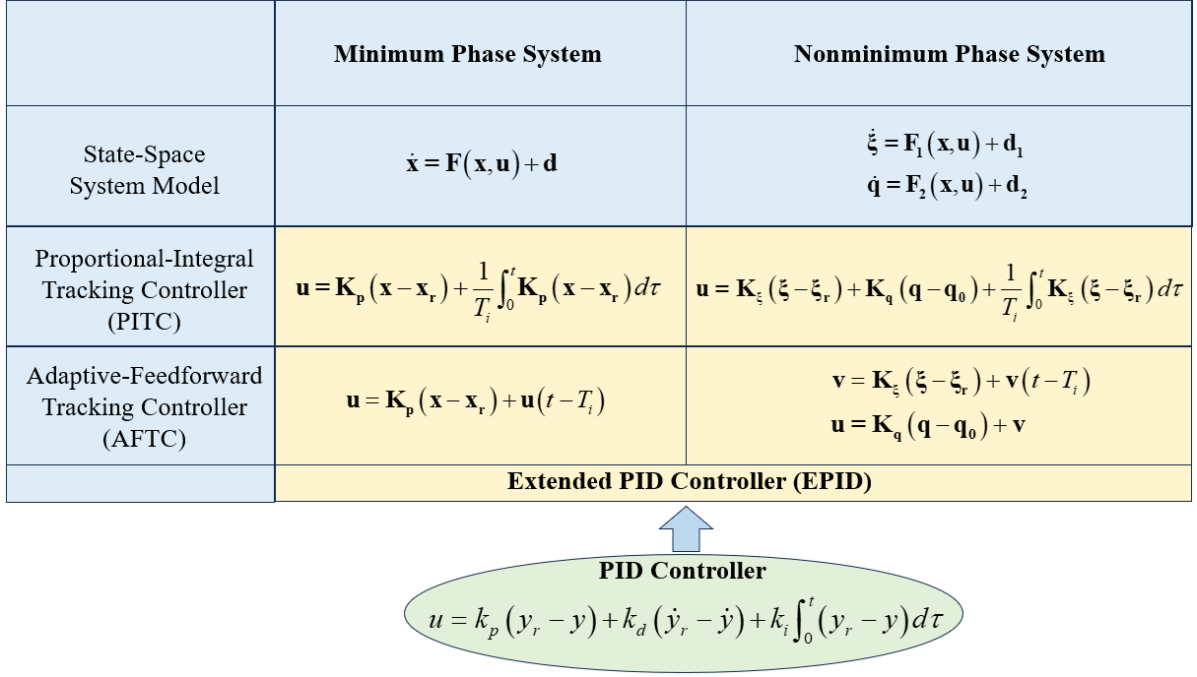 Minimum Phase System
Nonminimum Phase System
State-Space
System Model
ẋ = F(x,u) + d
ξ̇ = F₁(x,u) + d₁
q̇ = F₂(x,u) + d₂
Proportional-Integral
Tracking Controller
(PITC)
u = Kₚ(x − xᵣ) + 1/Tᵢ ∫₀ᵗ Kₚ(x − xᵣ)dτ
u = K_ξ(ξ − ξᵣ) + K_q(q − q₀) + 1/Tᵢ ∫₀ᵗ K_ξ(ξ − ξᵣ)dτ
Adaptive-Feedforward
Tracking Controller
(AFTC)
u = Kₚ(x − xᵣ) + u(t − Tᵢ)
v = K_ξ(ξ − ξᵣ) + v(t − Tᵢ)
u = K_q(q − q₀) + v
Extended PID Controller (EPID)
PID Controller
u = kₚ(yᵣ − y) + k_d(ẏᵣ − ẏ) + kᵢ∫₀ᵗ(yᵣ − y)dτ